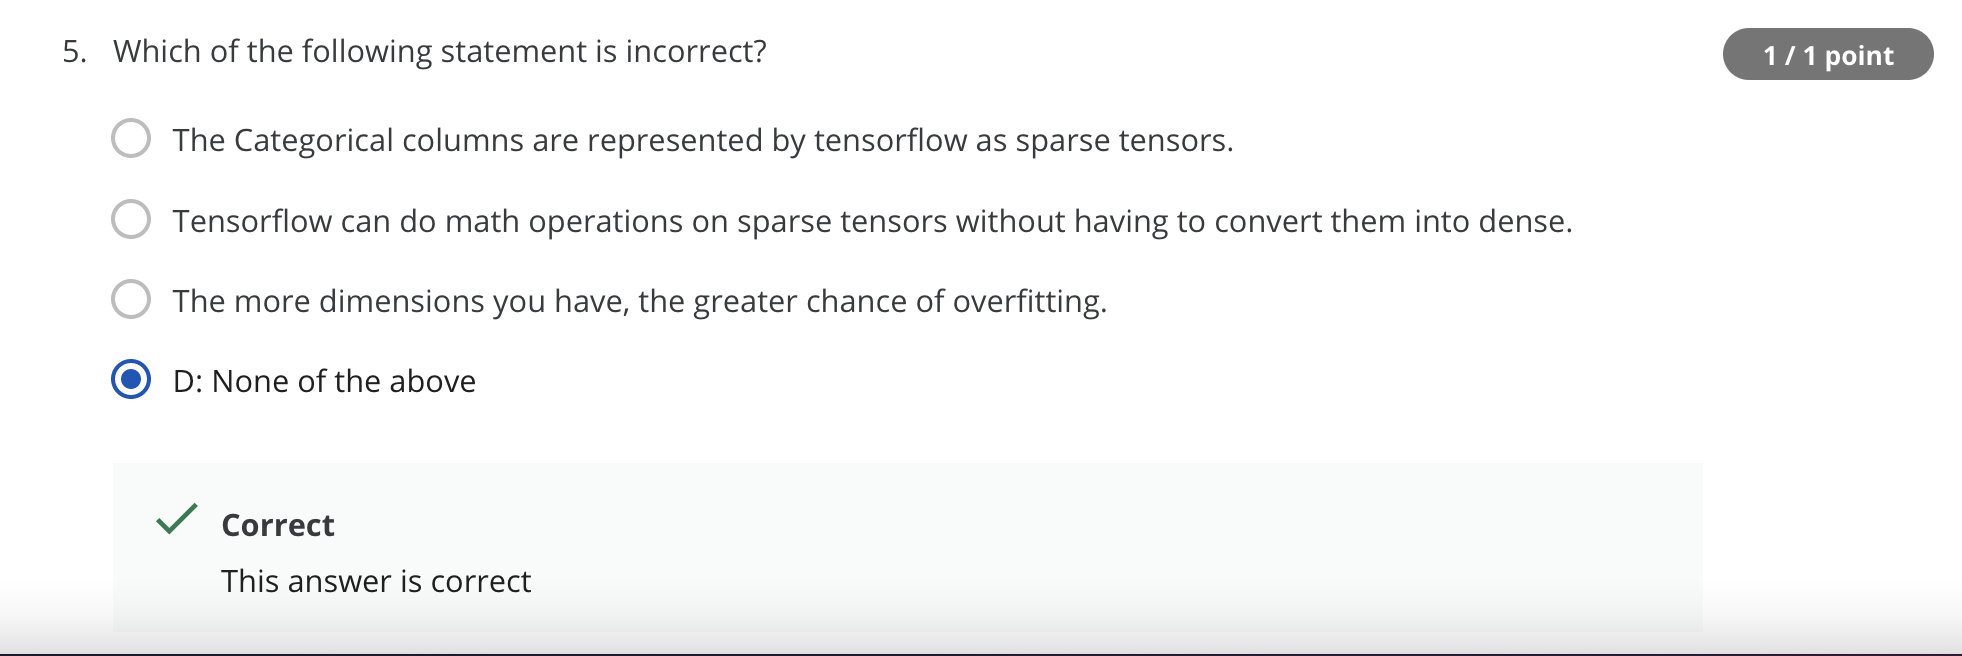 5. Which of the following statement is incorrect?
1 / 1 point
The Categorical columns are represented by tensorflow as sparse tensors.
Tensorflow can do math operations on sparse tensors without having to convert them into dense.
The more dimensions you have, the greater chance of overfitting.
D: None of the above
Correct
This answer is correct